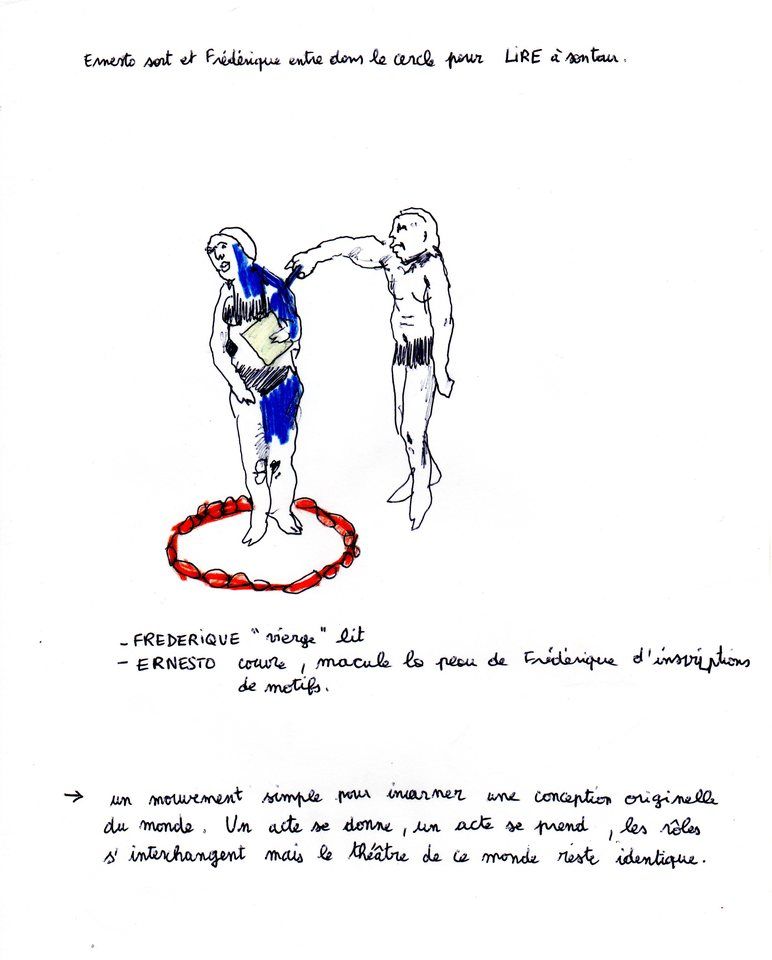 Ernesto sort et Frédérique entre dans le cercle pour LIRE à son tour.
- FREDERIQUE "vierge" lit
- ERNESTO couvre, macule la peau de Frédérique d'inscriptions
de motifs.
→ un mouvement simple pour incarner une conception originelle
du monde. Un acte se donne, un acte se prend, les rôles
s'interchangent mais le théâtre de ce monde reste identique.